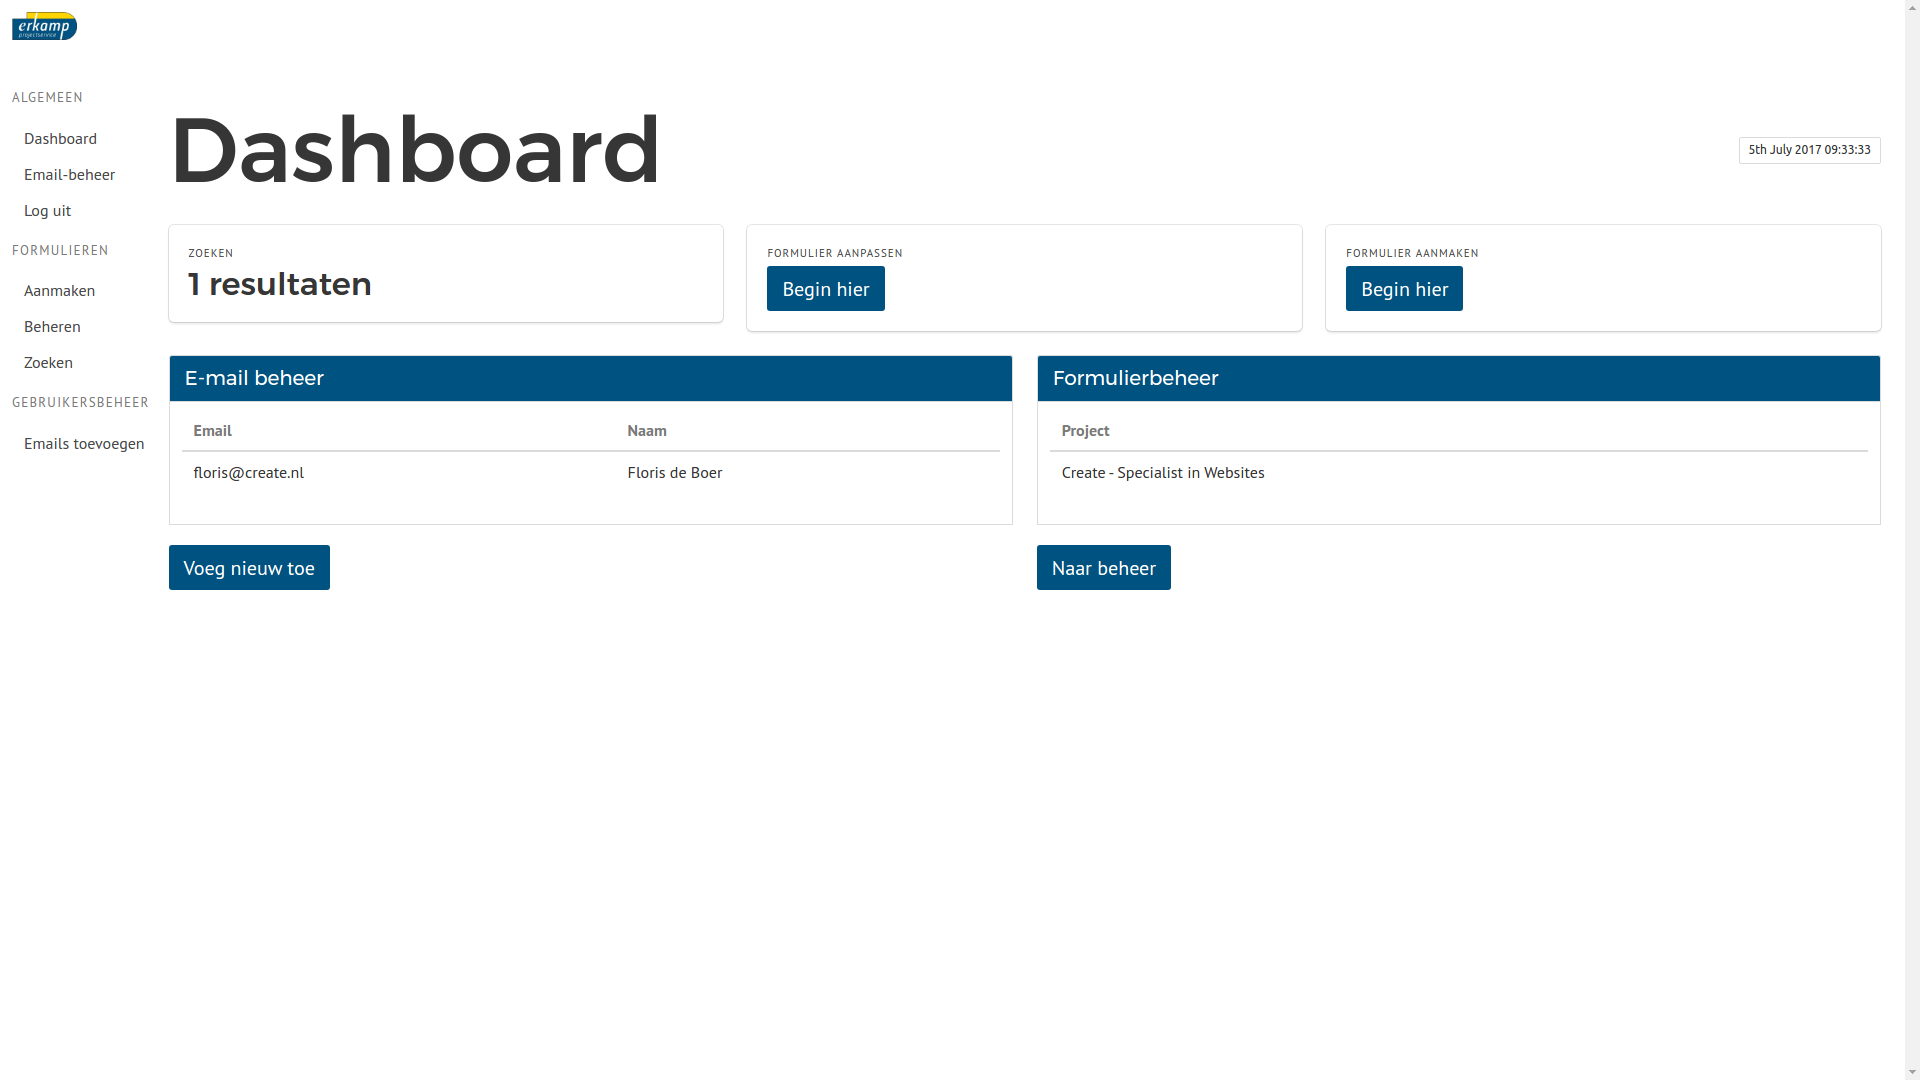 erkamp
projectservice
ALGEMEEN
Dashboard
Email-beheer
Log uit
FORMULIEREN
Aanmaken
Beheren
Zoeken
GEBRUIKERSBEHEER
Emails toevoegen
Dashboard
5th July 2017 09:33:33
ZOEKEN
1 resultaten
FORMULIER AANPASSEN
Begin hier
FORMULIER AANMAKEN
Begin hier
E-mail beheer
Email Naam
floris@create.nl Floris de Boer
Voeg nieuw toe
Formulierbeheer
Project
Create - Specialist in Websites
Naar beheer